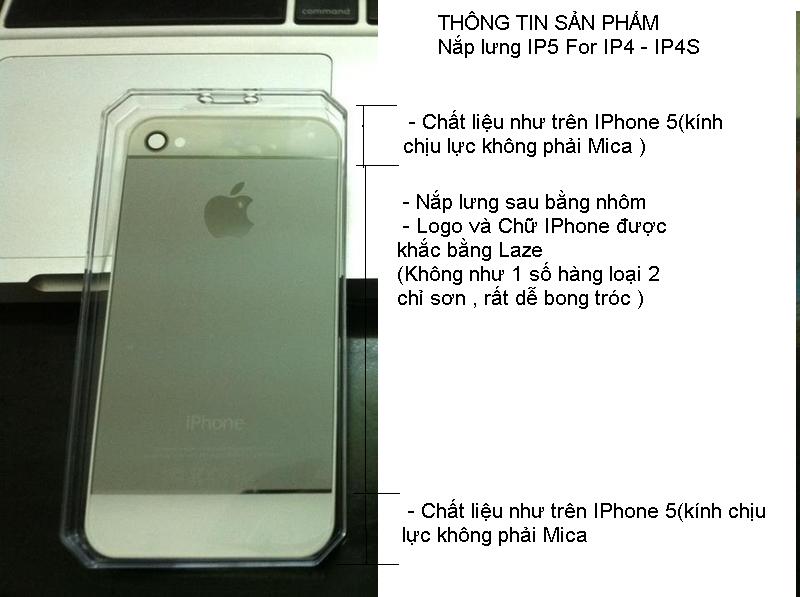 command
THÔNG TIN SẢN PHẨM
Nắp lưng IP5 For IP4 - IP4S
- Chất liệu như trên IPhone 5(kính
chịu lực không phải Mica )
- Nắp lưng sau bằng nhôm
- Logo và Chữ IPhone được
khắc bằng Laze
(Không như 1 số hàng loại 2
chỉ sơn , rất dễ bong tróc )
iPhone
- Chất liệu như trên IPhone 5(kính chịu
lực không phải Mica